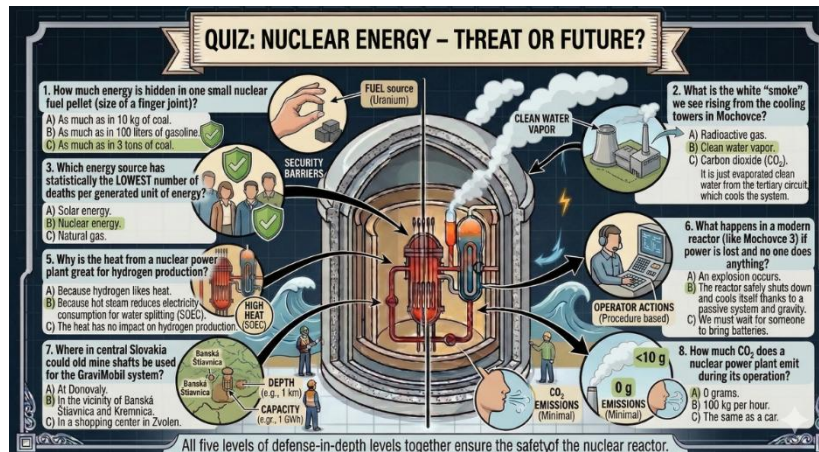 QUIZ: NUCLEAR ENERGY – THREAT OR FUTURE?
1. How much energy is hidden in one small nuclear
fuel pellet (size of a finger joint)?
A) As much as in 10 kg of coal.
B) As much as in 100 liters of gasoline.
C) As much as in 3 tons of coal.
FUEL source
(Uranium)
SECURITY
BARRIERS
3. Which energy source has
statistically the LOWEST number of
deaths per generated unit of energy?
A) Solar energy.
B) Nuclear energy.
C) Natural gas.
5. Why is the heat from a nuclear power
plant great for hydrogen production?
A) Because hydrogen likes heat.
B) Because hot steam reduces electricity
consumption for water splitting (SOEC).
C) The heat has no impact on hydrogen production.
HIGH
HEAT
(SOEC)
7. Where in central Slovakia
could old mine shafts be used
for the GraviMobil system?
A) At Donovaly.
B) In the vicinity of Banská
Štiavnica and Kremnica.
C) In a shopping center in Zvolen.
Banská
Štiavnica
Banská
Štiavnica
DEPTH
(e.g., 1 km)
CAPACITY
(e.gr., 1 GWh)
CLEAN WATER
VAPOR
2. What is the white “smoke”
we see rising from the cooling
towers in Mochovce?
A) Radioactive gas.
B) Clean water vapor.
C) Carbon dioxide (CO₂).
It is just evaporated clean
water from the tertiary circuit,
which cools the system.
6. What happens in a modern
reactor (like Mochovce 3) if
power is lost and no one does
anything?
A) An explosion occurs.
B) The reactor safely shuts down
and cools itself thanks to a
passive system and gravity.
C) We must wait for someone
to bring batteries.
OPERATOR ACTIONS
(Procedure based)
8. How much CO₂ does a
nuclear power plant emit
during its operation?
A) 0 grams.
B) 100 kg per hour.
C) The same as a car.
<10 g
0 g
EMISSIONS
(Minimal)
CO₂
EMISSIONS
(Minimal)
All five levels of defense-in-depth levels together ensure the safety of the nuclear reactor.